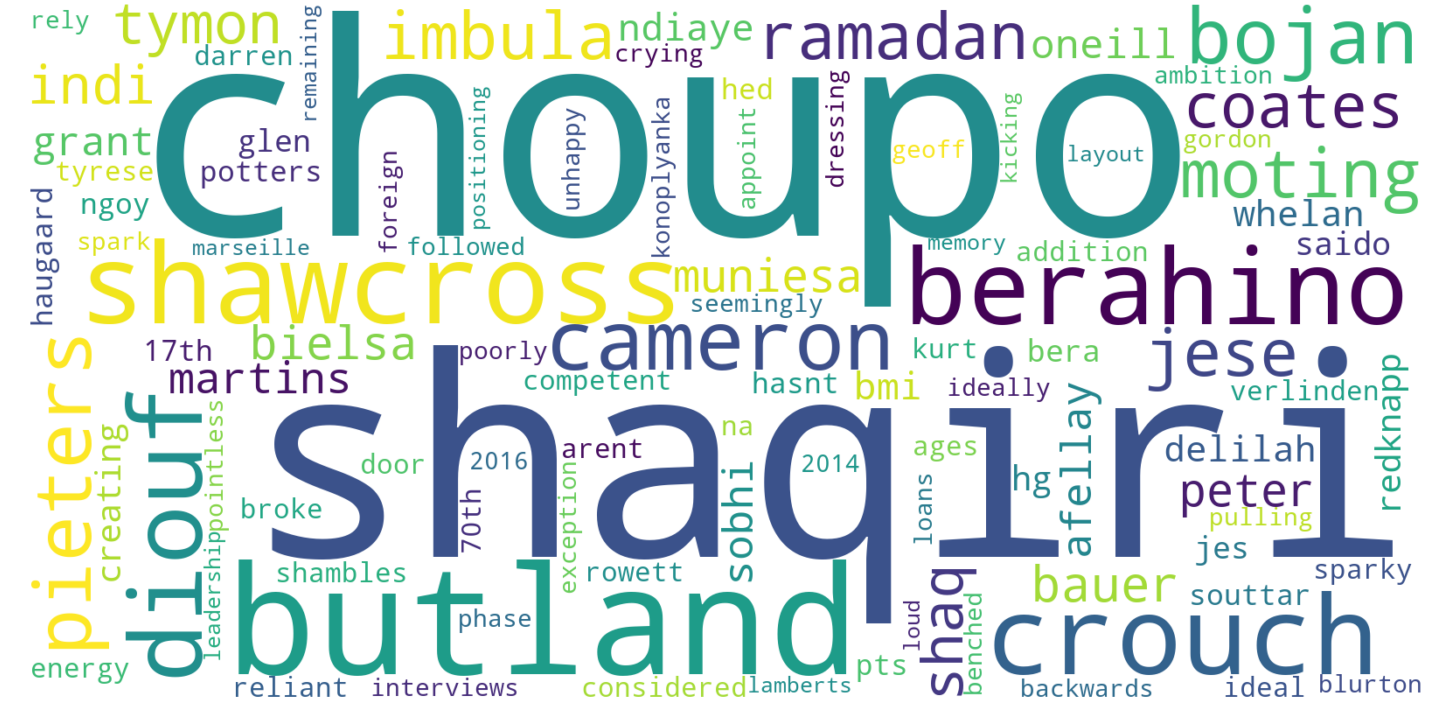 rely
tymon
remaining
imbula
ndiaye
ramadan
oneill
bojan
darren
crying
ambition
indi
choupo
hed
dressing
coates
grant
glen
positioning
unhappy
konoplyanka
appoint
geoff
kicking
layout
gordon
tyrese
potters
foreign
moting
haugaard
ngoy
whelan
spark
marseille
followed
memory
addition
saido
shawcross
muniesa
berahino
seemingly
17th
bielsa
poorly
cameron
kurt
bera
jese
pieters
martins
competent
hasnt
bmi
ideally
verlinden
redknapp
diouf
creating
leadershippointless
shaqiri
door
2016
arent
na
2014
ages
hg
afellay
delilah
peter
broke
70th
exception
sobhi
loans
pulling
jes
butland
shambles
rowett
shaq
bauer
souttar
sparky
phase
loud
benched
crouch
energy
reliant
interviews
considered
lamberts
pts
backwards
ideal
blurton